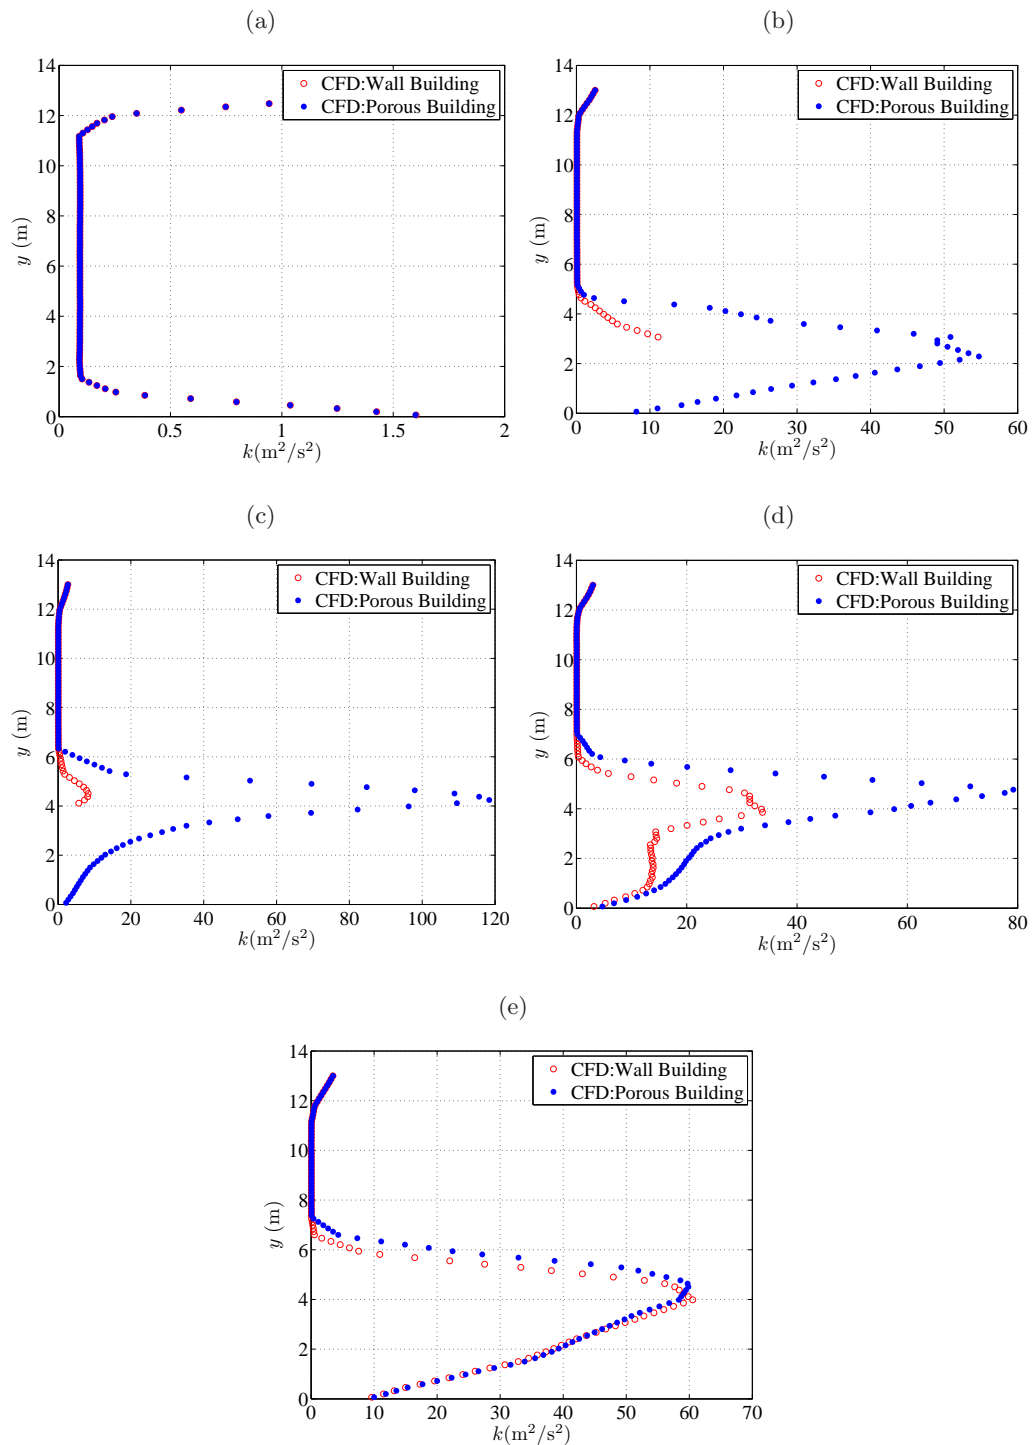 (a)
14
12
10
8
6
4
2
0
y (m)
0 0.5 1 1.5 2
k(m²/s²)
CFD:Wall Building
CFD:Porous Building
(b)
14
12
10
8
6
4
2
0
y (m)
0 10 20 30 40 50 60
k(m²/s²)
CFD:Wall Building
CFD:Porous Building
(c)
14
12
10
8
6
4
2
0
y (m)
0 20 40 60 80 100 120
k(m²/s²)
CFD:Wall Building
CFD:Porous Building
(d)
14
12
10
8
6
4
2
0
y (m)
0 20 40 60 80
k(m²/s²)
CFD:Wall Building
CFD:Porous Building
(e)
14
12
10
8
6
4
2
0
y (m)
0 10 20 30 40 50 60 70
k(m²/s²)
CFD:Wall Building
CFD:Porous Building